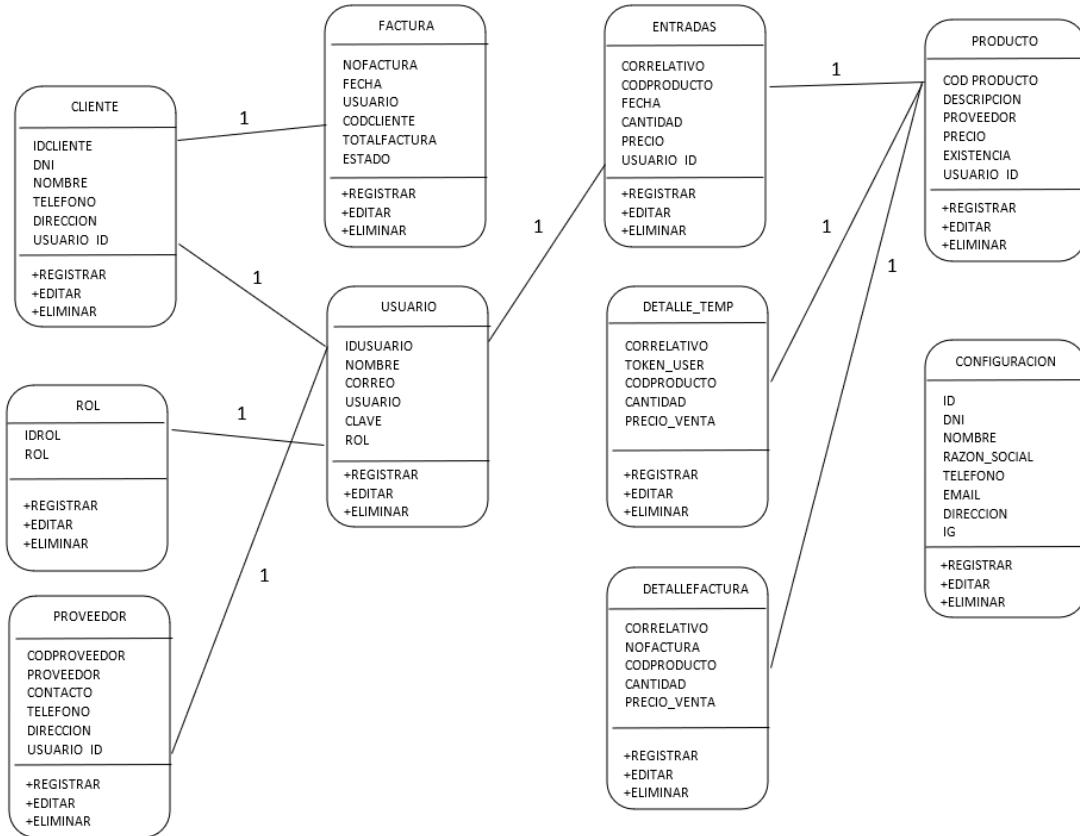 FACTURA
NOFACTURA
FECHA
USUARIO
CODCLIENTE
TOTALFACTURA
ESTADO
+REGISTRAR
+EDITAR
+ELIMINAR
ENTRADAS
CORRELATIVO
CODPRODUCTO
FECHA
CANTIDAD
PRECIO
USUARIO ID
+REGISTRAR
+EDITAR
+ELIMINAR
PRODUCTO
COD PRODUCTO
DESCRIPCION
PROVEEDOR
PRECIO
EXISTENCIA
USUARIO ID
+REGISTRAR
+EDITAR
+ELIMINAR
CLIENTE
IDCLIENTE
DNI
NOMBRE
TELEFONO
DIRECCION
USUARIO ID
+REGISTRAR
+EDITAR
+ELIMINAR
1
1
1
1
1
1
1
1
USUARIO
IDUSUARIO
NOMBRE
CORREO
USUARIO
CLAVE
ROL
+REGISTRAR
+EDITAR
+ELIMINAR
DETALLE_TEMP
CORRELATIVO
TOKEN_USER
CODPRODUCTO
CANTIDAD
PRECIO_VENTA
+REGISTRAR
+EDITAR
+ELIMINAR
CONFIGURACION
ID
DNI
NOMBRE
RAZON_SOCIAL
TELEFONO
EMAIL
DIRECCION
IG
+REGISTRAR
+EDITAR
+ELIMINAR
ROL
IDROL
ROL
+REGISTRAR
+EDITAR
+ELIMINAR
PROVEEDOR
CODPROVEEDOR
PROVEEDOR
CONTACTO
TELEFONO
DIRECCION
USUARIO ID
+REGISTRAR
+EDITAR
+ELIMINAR
DETALLEFACTURA
CORRELATIVO
NOFACTURA
CODPRODUCTO
CANTIDAD
PRECIO_VENTA
+REGISTRAR
+EDITAR
+ELIMINAR